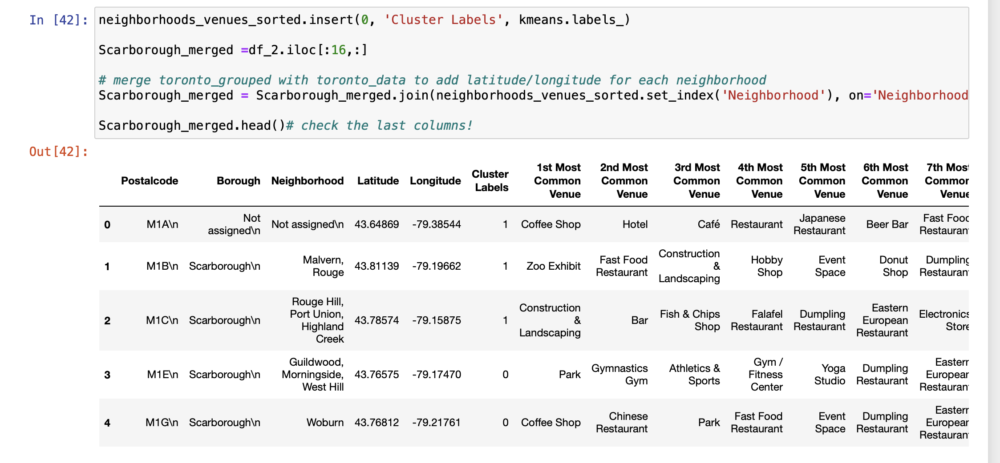 In [42]: neighborhoods_venues_sorted.insert(0, 'Cluster Labels', kmeans.labels_)
Scarborough_merged =df_2.iloc[:16,:]
# merge toronto_grouped with toronto_data to add latitude/longitude for each neighborhood
Scarborough_merged = Scarborough_merged.join(neighborhoods_venues_sorted.set_index('Neighborhood'), on='Neighborhood
Scarborough_merged.head()# check the last columns!
Out[42]:
Postalcode Borough Neighborhood Latitude Longitude Cluster Labels 1st Most Common Venue 2nd Most Common Venue 3rd Most Common Venue 4th Most Common Venue 5th Most Common Venue 6th Most Common Venue 7th Most Common Venue
0 M1A\n Not assigned\n Not assigned\n 43.64869 -79.38544 1 Coffee Shop Hotel Café Restaurant Japanese Restaurant Beer Bar Fast Food Restaurant
1 M1B\n Scarborough\n Malvern, Rouge 43.81139 -79.19662 1 Zoo Exhibit Fast Food Restaurant Construction & Landscaping Hobby Shop Event Space Donut Shop Dumpling Restaurant
2 M1C\n Scarborough\n Rouge Hill, Port Union, Highland Creek 43.78574 -79.15875 1 Construction & Landscaping Bar Fish & Chips Shop Falafel Restaurant Dumpling Restaurant Eastern European Restaurant Electronics Store
3 M1E\n Scarborough\n Guildwood, Morningside, West Hill 43.76575 -79.17470 0 Park Gymnastics Gym Athletics & Sports Gym / Fitness Center Yoga Studio Dumpling Restaurant Eastern European Restaurant
4 M1G\n Scarborough\n Woburn 43.76812 -79.21761 0 Coffee Shop Chinese Restaurant Park Fast Food Restaurant Event Space Dumpling Restaurant Eastern European Restaurant